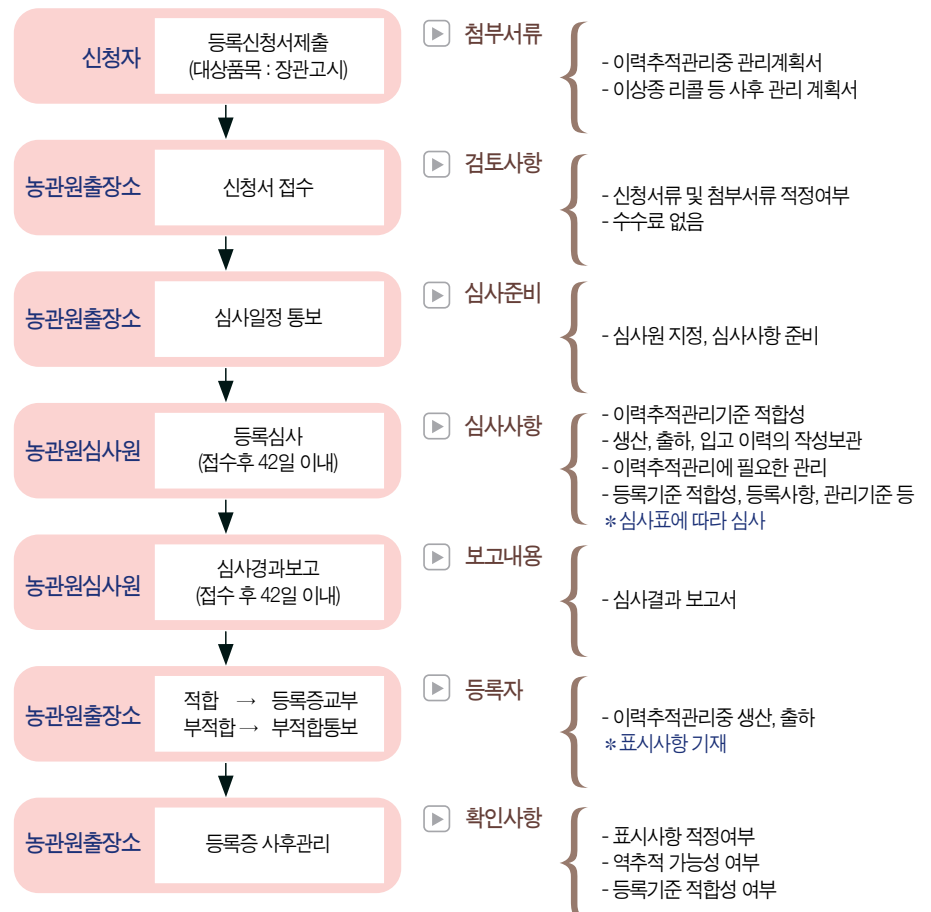 신청자
등록신청서제출
(대상품목 : 장관고시)
첨부서류
- 이력추적관리중 관리계획서
- 이상종 리콜 등 사후 관리 계획서
농관원출장소
신청서 접수
검토사항
- 신청서류 및 첨부서류 적정여부
- 수수료 없음
농관원출장소
심사일정 통보
심사준비
- 심사원 지정, 심사사항 준비
농관원심사원
등록심사
(접수후 42일 이내)
심사사항
- 이력추적관리기준 적합성
- 생산, 출하, 입고 이력의 작성보관
- 이력추적관리에 필요한 관리
- 등록기준 적합성, 등록사항, 관리기준 등
* 심사표에 따라 심사
농관원심사원
심사경과보고
(접수 후 42일 이내)
보고내용
- 심사결과 보고서
농관원출장소
적합 → 등록증교부
부적합 → 부적합통보
등록자
- 이력추적관리중 생산, 출하
* 표시사항 기재
농관원출장소
등록증 사후관리
확인사항
- 표시사항 적정여부
- 역추적 가능성 여부
- 등록기준 적합성 여부